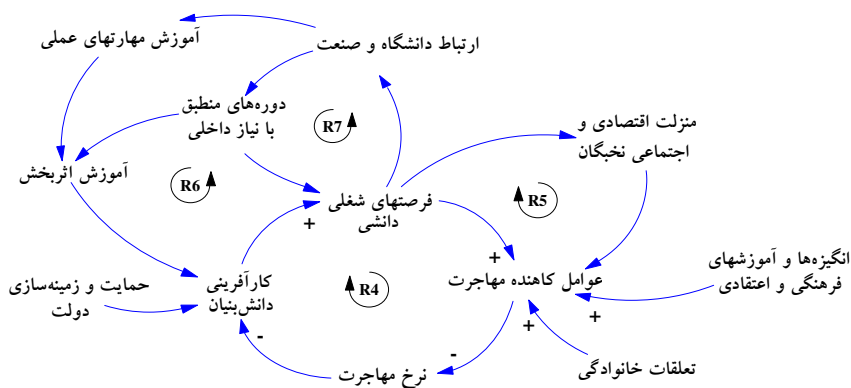 آموزش مهارتهای عملی
ارتباط دانشگاه و صنعت
دوره‌های منطبق
با نیاز داخلی
R7
منزلت اقتصادی و
اجتماعی نخبگان
آموزش اثربخش
R6
فرصتهای شغلی
دانشی
R5
+
+
انگیزه‌ها و آموزشهای
فرهنگی و اعتقادی
عوامل کاهنده مهاجرت
کارآفرینی
دانش‌بنیان
حمایت و زمینه‌سازی
دولت
R4
+
+
-
-
تعلقات خانوادگی
نرخ مهاجرت